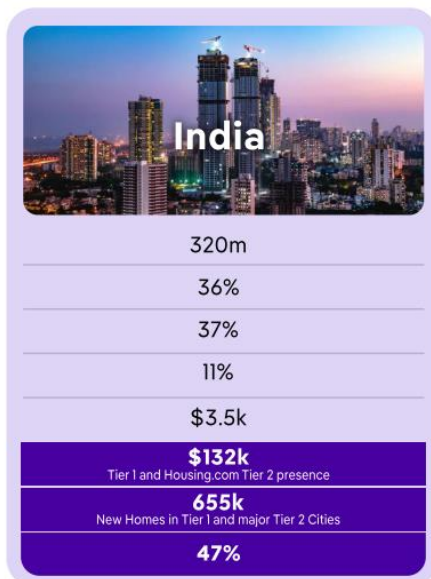 India
320m
36%
37%
11%
$3.5k
$132k
Tier 1 and Housing.com Tier 2 presence
655k
New Homes in Tier 1 and major Tier 2 Cities
47%